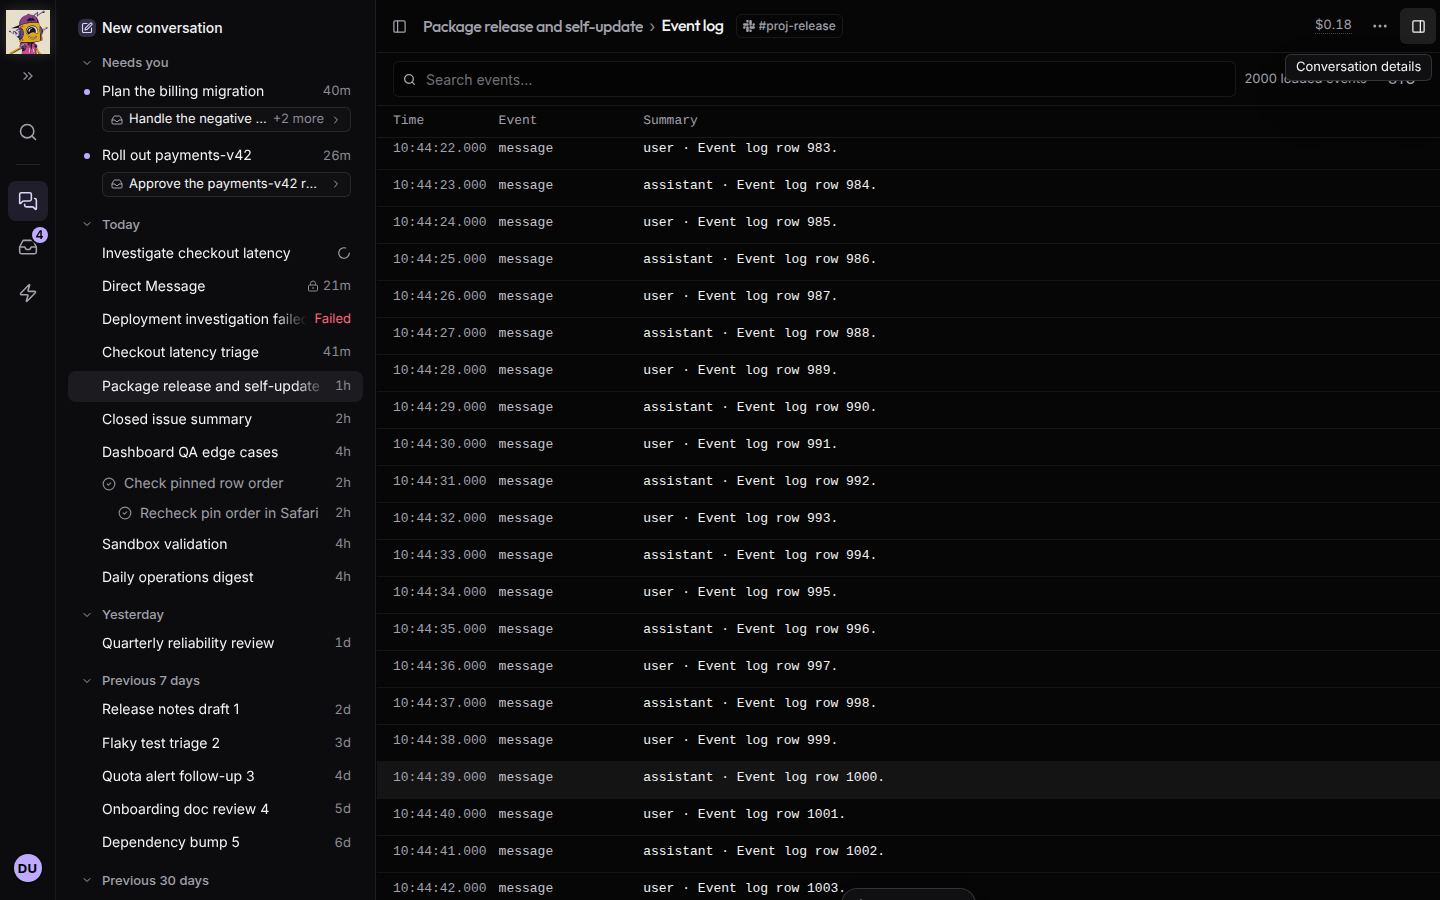 New conversation
Needs you
Plan the billing migration 40m
Handle the negative ... +2 more
Roll out payments-v42 26m
Approve the payments-v42 r...
Today
Investigate checkout latency
Direct Message 21m
Deployment investigation failed Failed
Checkout latency triage 41m
Package release and self-update 1h
Closed issue summary 2h
Dashboard QA edge cases 4h
Check pinned row order 2h
Recheck pin order in Safari 2h
Sandbox validation 4h
Daily operations digest 4h
Yesterday
Quarterly reliability review 1d
Previous 7 days
Release notes draft 1 2d
Flaky test triage 2 3d
Quota alert follow-up 3 4d
Onboarding doc review 4 5d
Dependency bump 5 6d
Previous 30 days
4
DU
Package release and self-update › Event log #proj-release $0.18
Conversation details
Search events... 2000 loaded events
Time Event Summary
10:44:22.000 message user · Event log row 983.
10:44:23.000 message assistant · Event log row 984.
10:44:24.000 message user · Event log row 985.
10:44:25.000 message assistant · Event log row 986.
10:44:26.000 message user · Event log row 987.
10:44:27.000 message assistant · Event log row 988.
10:44:28.000 message user · Event log row 989.
10:44:29.000 message assistant · Event log row 990.
10:44:30.000 message user · Event log row 991.
10:44:31.000 message assistant · Event log row 992.
10:44:32.000 message user · Event log row 993.
10:44:33.000 message assistant · Event log row 994.
10:44:34.000 message user · Event log row 995.
10:44:35.000 message assistant · Event log row 996.
10:44:36.000 message user · Event log row 997.
10:44:37.000 message assistant · Event log row 998.
10:44:38.000 message user · Event log row 999.
10:44:39.000 message assistant · Event log row 1000.
10:44:40.000 message user · Event log row 1001.
10:44:41.000 message assistant · Event log row 1002.
10:44:42.000 message user · Event log row 1003.